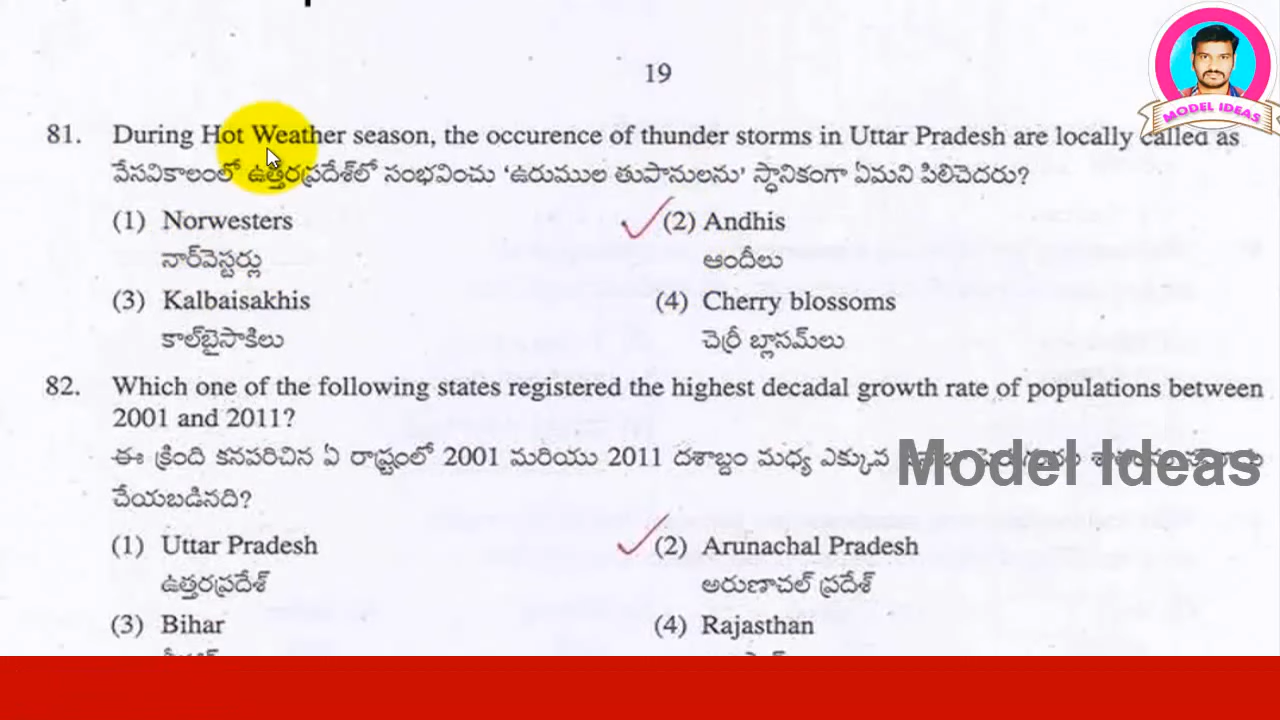 19
MODEL IDEAS
81. During Hot Weather season, the occurence of thunder storms in Uttar Pradesh are locally called as
వేసవికాలంలో ఉత్తరప్రదేశ్‌లో సంభవించు 'ఉరుముల తుపానులను' స్థానికంగా ఏమని పిలిచెదరు?
(1) Norwesters (2) Andhis
నార్‌వెస్టర్లు ఆందీలు
(3) Kalbaisakhis (4) Cherry blossoms
కాల్‌బైసాకిలు చెర్రీ బ్లాసమ్‌లు
82. Which one of the following states registered the highest decadal growth rate of populations between
2001 and 2011?
ఈ క్రింది కనపరిచిన ఏ రాష్ట్రంలో 2001 మరియు 2011 దశాబ్దం మధ్య ఎక్కువ
Model Ideas
చేయబడినది?
(1) Uttar Pradesh (2) Arunachal Pradesh
ఉత్తరప్రదేశ్ అరుణాచల్ ప్రదేశ్
(3) Bihar (4) Rajasthan